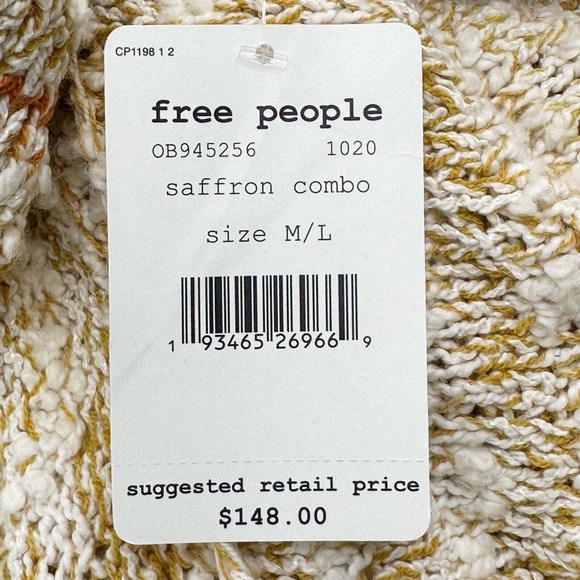 CP1198 1 2
free people
OB945256 1020
saffron combo
size M/L
1 93465 26966 9
suggested retail price
$148.00